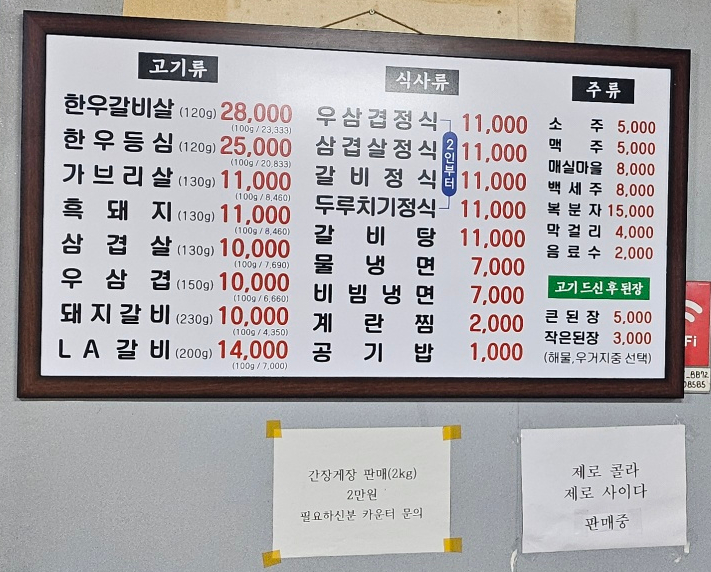 고기류
한우갈비살 (120g) 28,000
(100g / 23,333)
한우등심 (120g) 25,000
(100g / 20,833)
가브리살 (130g) 11,000
(100g / 8,460)
흑돼지 (130g) 11,000
(100g / 8,460)
삼겹살 (130g) 10,000
(100g / 7,690)
우삼겹 (150g) 10,000
(100g / 6,660)
돼지갈비 (230g) 10,000
(100g / 4,350)
LA갈비 (200g) 14,000
(100g / 7,000)
식사류
우삼겹정식 11,000
삼겹살정식 11,000
갈비정식 11,000
두루치기정식 11,000
2인부터
갈비탕 11,000
물냉면 7,000
비빔냉면 7,000
계란찜 2,000
공기밥 1,000
주류
소주 5,000
맥주 5,000
매실마을 8,000
백세주 8,000
복분자 15,000
막걸리 4,000
음료수 2,000
고기 드신 후 된장
큰된장 5,000
작은된장 3,000
(해물,우거지중 선택)
Fi
간장게장 판매(2kg)
2만원
필요하신분 카운터 문의
제로 콜라
제로 사이다
판매중